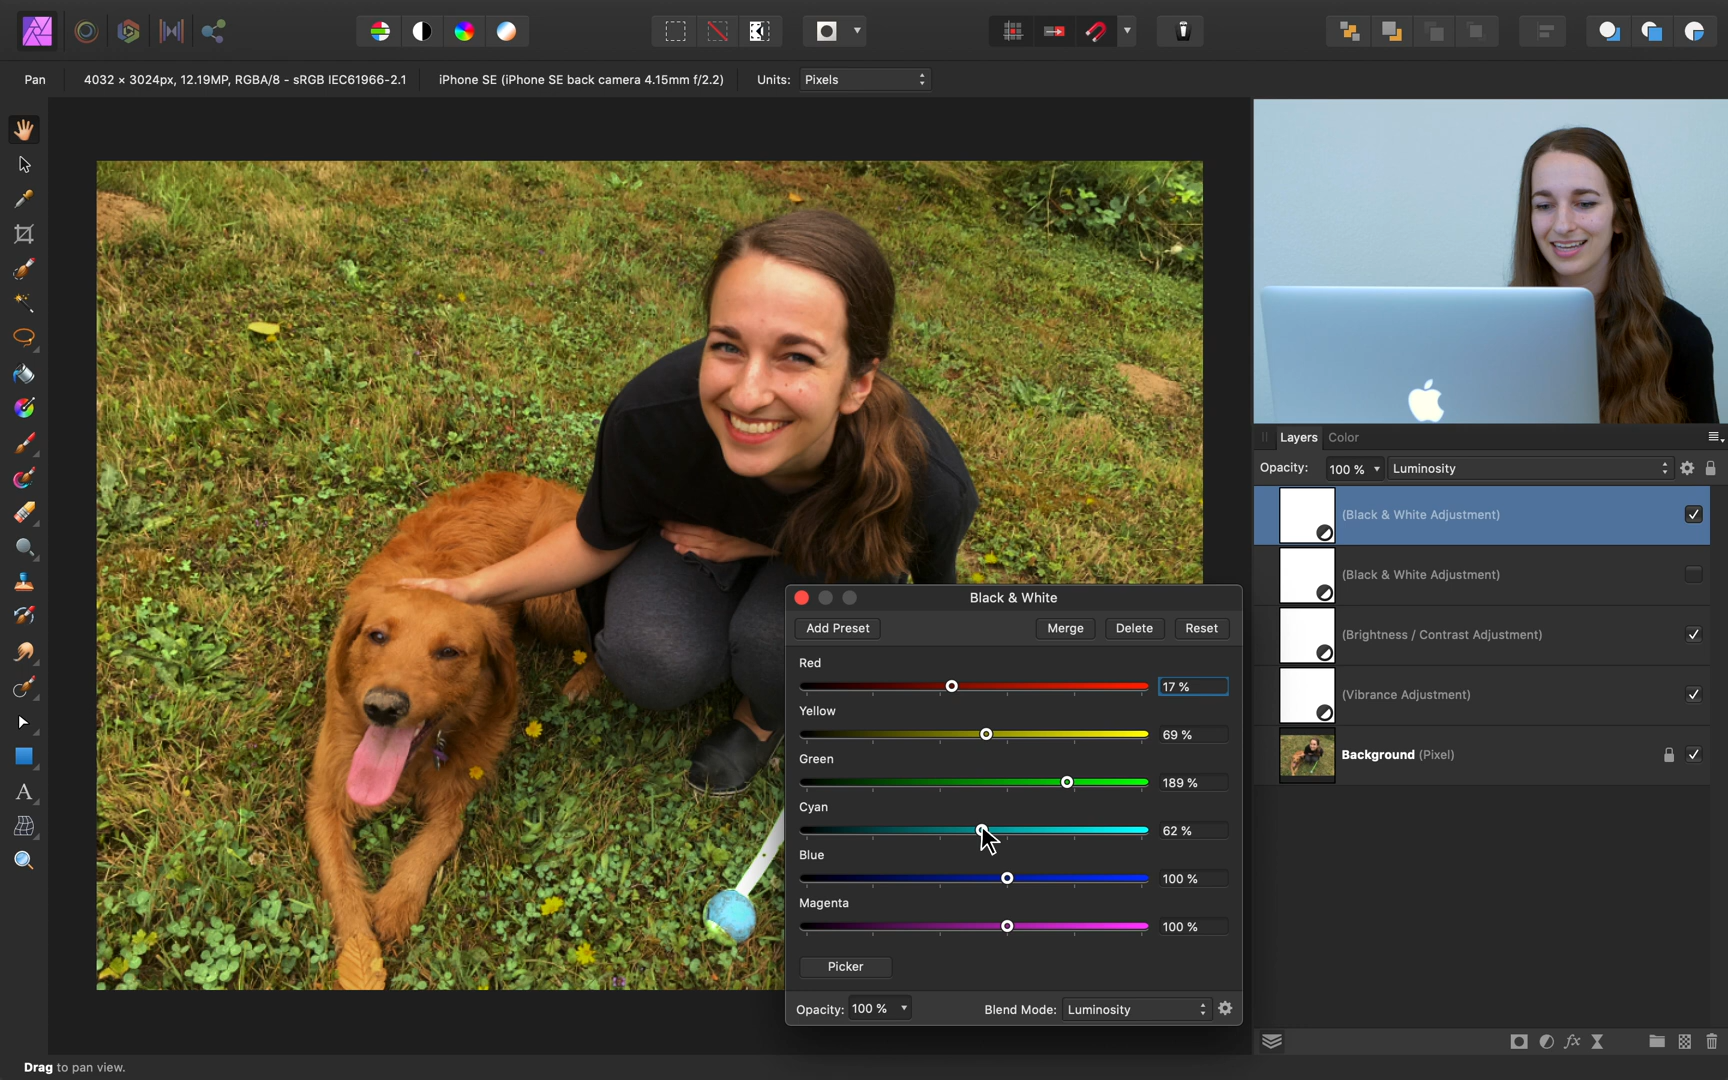 Pan
4032 × 3024px, 12.19MP, RGBA/8 - sRGB IEC61966-2.1
iPhone SE (iPhone SE back camera 4.15mm f/2.2)
Units: Pixels
Layers Color
Opacity: 100 % Luminosity
(Black & White Adjustment)
(Black & White Adjustment)
(Brightness / Contrast Adjustment)
(Vibrance Adjustment)
Background (Pixel)
Black & White
Add Preset Merge Delete Reset
Red
17 %
Yellow
69 %
Green
189 %
Cyan
62 %
Blue
100 %
Magenta
100 %
Picker
Opacity: 100 % Blend Mode: Luminosity
A
fx
Drag to pan view.